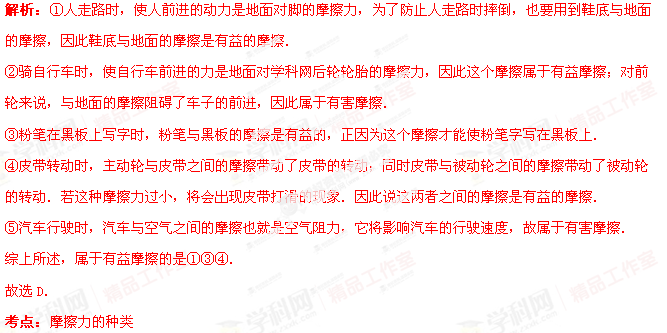 解析：①人走路时，使人前进的动力是地面对脚的摩擦力，为了防止人走路时摔倒，也要用到鞋底与地面
的摩擦，因此鞋底与地面的摩擦是有益的摩擦．
②骑自行车时，使自行车前进的力是地面对学科网后轮轮胎的摩擦力，因此这个摩擦属于有益摩擦；对前
轮来说，与地面的摩擦阻碍了车子的前进，因此属于有害摩擦．
③粉笔在黑板上写字时，粉笔与黑板的摩擦是有益的，正因为这个摩擦才能使粉笔字写在黑板上．
④皮带转动时，主动轮与皮带之间的摩擦带动了皮带的转动；同时皮带与被动轮之间的摩擦带动了被动轮
的转动．若这种摩擦力过小，将会出现皮带打滑的现象．因此说这两者之间的摩擦是有益的摩擦．
⑤汽车行驶时，汽车与空气之间的摩擦也就是空气阻力，它将影响汽车的行驶速度，故属于有害摩擦．
综上所述，属于有益摩擦的是①③④．
故选 D．
考点：摩擦力的种类
学科网 精品工作室